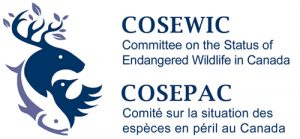 COSEWIC
Committee on the Status of
Endangered Wildlife in Canada
COSEPAC
Comité sur la situation des
espèces en péril au Canada